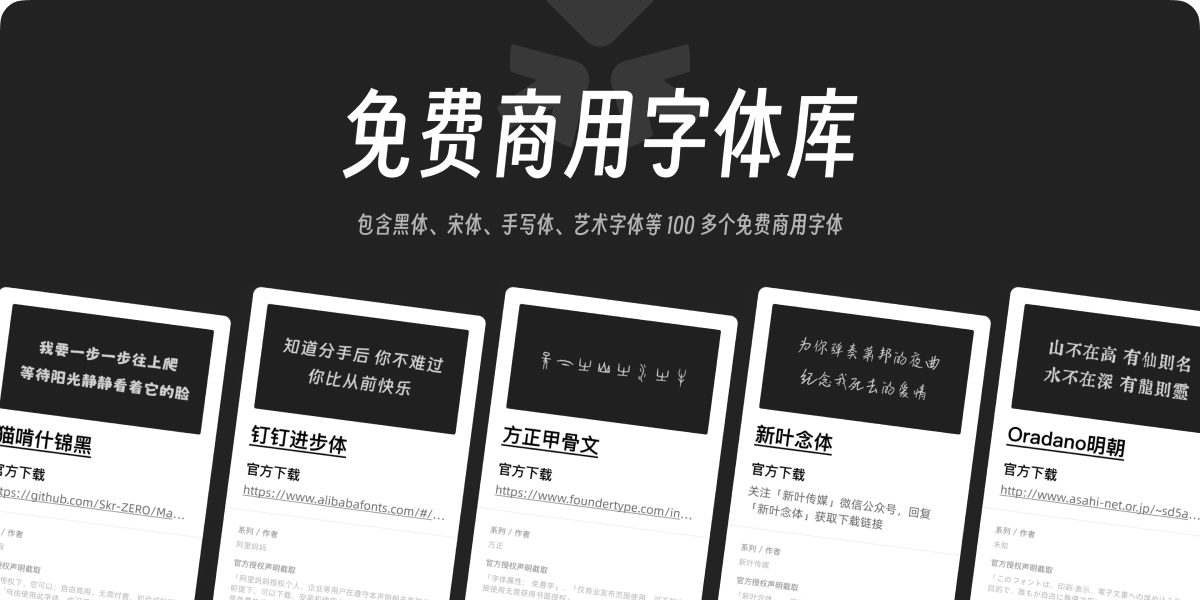 免费商用字体库
包含黑体、宋体、手写体、艺术字体等 100 多个免费商用字体
我要一步一步往上爬
等待阳光静静看着它的脸
猫啃什锦黑
官方下载
https://github.com/Skr-ZERO/Ma...
知道分手后 你不难过
你比从前快乐
钉钉进步体
官方下载
https://www.alibabafonts.com/#/...
系列 / 作者
阿里妈妈
官方授权声明截取
方正甲骨文
官方下载
https://www.foundertype.com/in...
系列 / 作者
方正
官方授权声明截取
为你弹奏萧邦的夜曲
纪念我死去的爱情
新叶念体
官方下载
关注「新叶传媒」微信公众号，回复
「新叶念体」获取下载链接
系列 / 作者
新叶传媒
官方授权声明截取
山不在高 有仙則名
水不在深 有龍則靈
Oradano明朝
官方下载
http://www.asahi-net.or.jp/~sd5a...
系列 / 作者
未知
官方授权声明截取